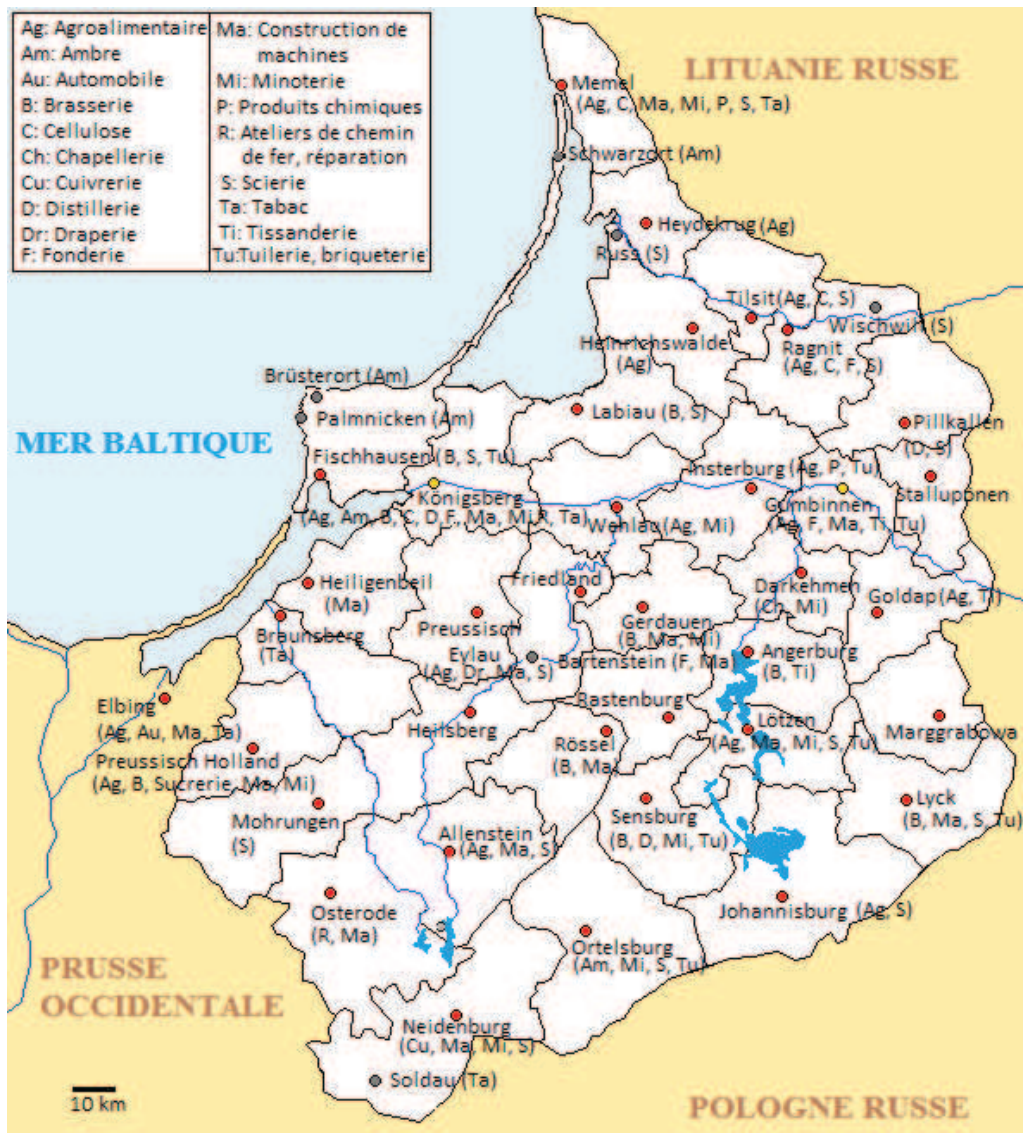 Ag: Agroalimentaire
Am: Ambre
Au: Automobile
B: Brasserie
C: Cellulose
Ch: Chapellerie
Cu: Cuivrerie
D: Distillerie
Dr: Draperie
F: Fonderie
Ma: Construction de
machines
Mi: Minoterie
P: Produits chimiques
R: Ateliers de chemin
de fer, réparation
S: Scierie
Ta: Tabac
Ti: Tissanderie
Tu:Tuilerie, briqueterie
LITUANIE RUSSE
Memel
(Ag, C, Ma, Mi, P, S, Ta)
Schwarzort (Am)
Heydekrug (Ag)
Russ (S)
Tilsit (Ag, C, S)
Wischwill (S)
Heinrichswalde
(Ag)
Ragnit
(Ag, C, F, S)
Brüsterort (Am)
Palmnicken (Am)
Labiau (B, S)
Pillkallen
(D, S)
MER BALTIQUE
Fischhausen (B, S, Tu)
Insterburg (Ag, P, Tu)
Stallupönen
Königsberg
(Ag, Am, B, C, D, F, Ma, Mi, R, Ta)
Wehlau (Ag, Mi)
Gumbinnen
(Ag, F, Ma, Ti, Tu)
Heiligenbeil
(Ma)
Friedland
Darkehmen
(Ch, Mi)
Goldap (Ag, Ti)
Braunsberg
(Ta)
Preussisch
Eylau
(Ag, Dr, Ma, S)
Gerdauen
(B, Ma, Mi)
Bartenstein (F, Ma)
Angerburg
(B, Ti)
Elbing
(Ag, Au, Ma, Ta)
Heilsberg
Rastenburg
Rössel
(B, Ma)
Lötzen
(Ag, Ma, Mi, S, Tu)
Marggrabowa
Preussisch Holland
(Ag, B, Sucrerie, Ma, Mi)
Mohrungen
(S)
Allenstein
(Ag, Ma, S)
Sensburg
(B, D, Mi, Tu)
Lyck
(B, Ma, S, Tu)
Osterode
(R, Ma)
Johannisburg (Ag, S)
Ortelsburg
(Am, Mi, S, Tu)
PRUSSE
OCCIDENTALE
Neidenburg
(Cu, Ma, Mi, S)
Soldau (Ta)
10 km
POLOGNE RUSSE